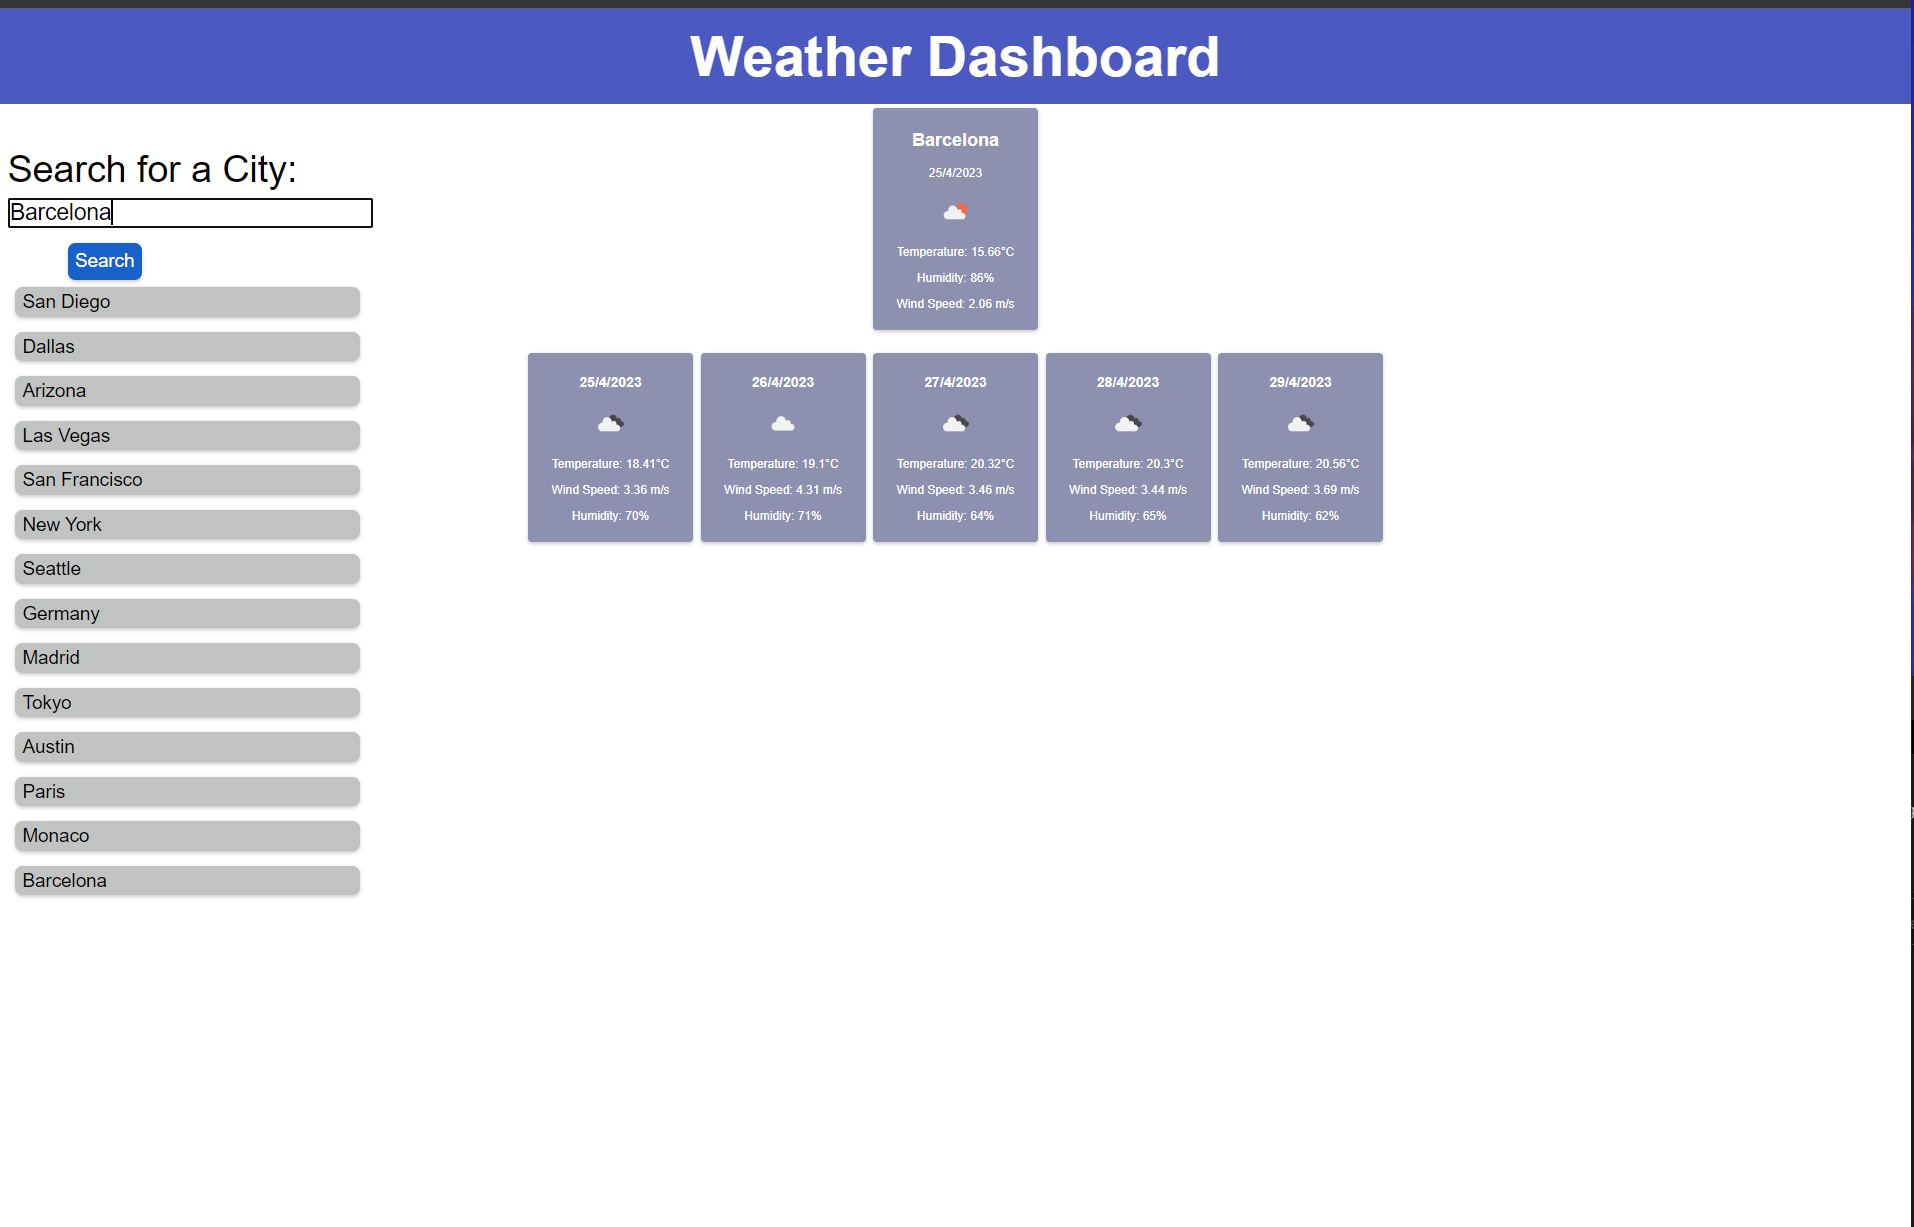 Weather Dashboard
Search for a City:
Barcelona
Search
San Diego
Dallas
Arizona
Las Vegas
San Francisco
New York
Seattle
Germany
Madrid
Tokyo
Austin
Paris
Monaco
Barcelona
Barcelona
25/4/2023
Temperature: 15.66°C
Humidity: 86%
Wind Speed: 2.06 m/s
25/4/2023
Temperature: 18.41°C
Wind Speed: 3.36 m/s
Humidity: 70%
26/4/2023
Temperature: 19.1°C
Wind Speed: 4.31 m/s
Humidity: 71%
27/4/2023
Temperature: 20.32°C
Wind Speed: 3.46 m/s
Humidity: 64%
28/4/2023
Temperature: 20.3°C
Wind Speed: 3.44 m/s
Humidity: 65%
29/4/2023
Temperature: 20.56°C
Wind Speed: 3.69 m/s
Humidity: 62%